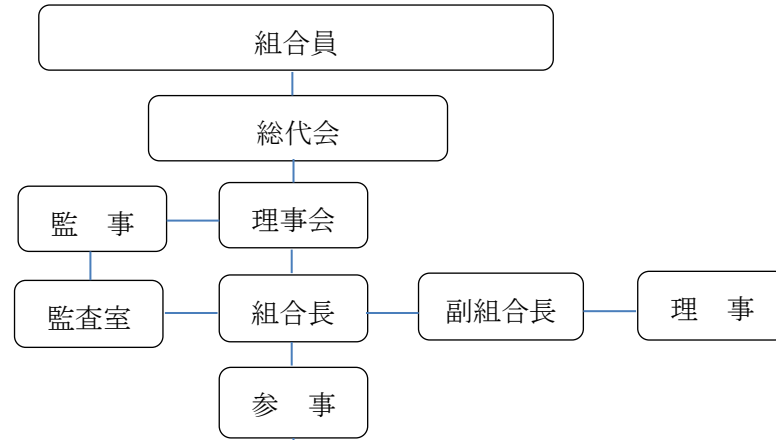 組合員
総代会
監　事
理事会
監査室
組合長
副組合長
理　事
参　事